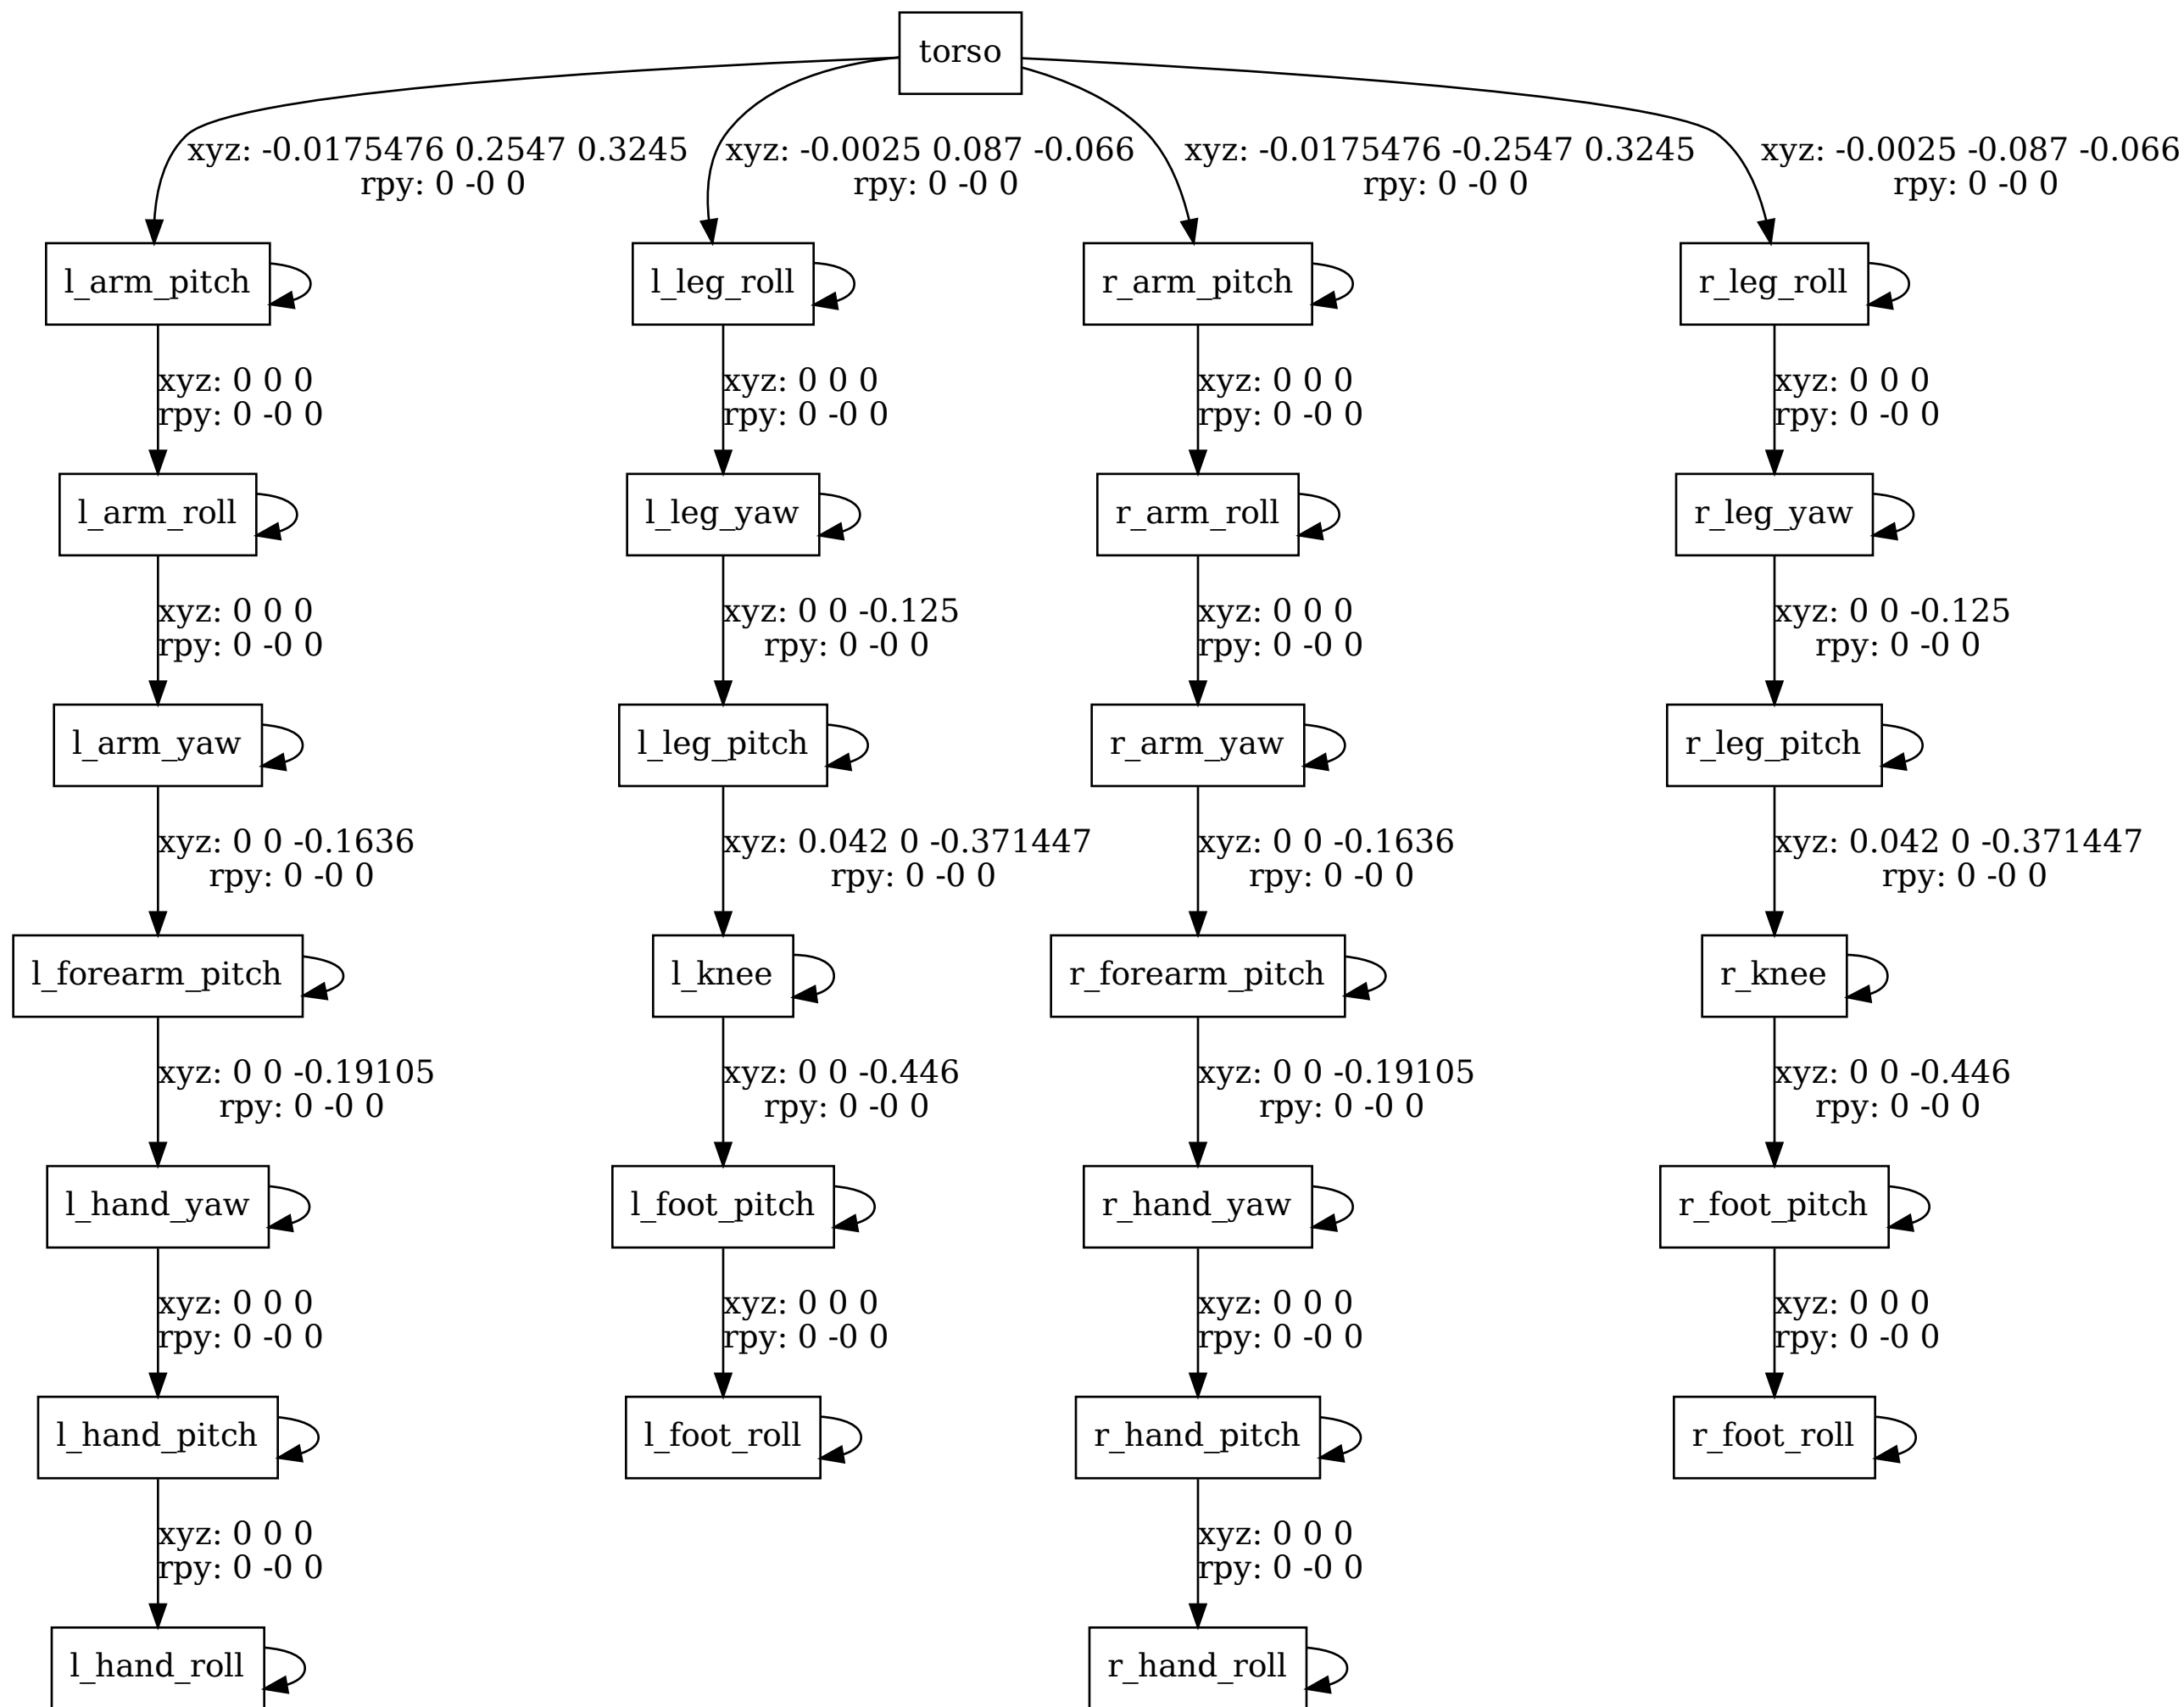 torso
xyz: -0.0175476 0.2547 0.3245
rpy: 0 -0 0
xyz: -0.0025 0.087 -0.066
rpy: 0 -0 0
xyz: -0.0175476 -0.2547 0.3245
rpy: 0 -0 0
xyz: -0.0025 -0.087 -0.066
rpy: 0 -0 0
l_arm_pitch
l_leg_roll
r_arm_pitch
r_leg_roll
xyz: 0 0 0
rpy: 0 -0 0
xyz: 0 0 0
rpy: 0 -0 0
xyz: 0 0 0
rpy: 0 -0 0
xyz: 0 0 0
rpy: 0 -0 0
l_arm_roll
l_leg_yaw
r_arm_roll
r_leg_yaw
xyz: 0 0 0
rpy: 0 -0 0
xyz: 0 0 -0.125
rpy: 0 -0 0
xyz: 0 0 0
rpy: 0 -0 0
xyz: 0 0 -0.125
rpy: 0 -0 0
l_arm_yaw
l_leg_pitch
r_arm_yaw
r_leg_pitch
xyz: 0 0 -0.1636
rpy: 0 -0 0
xyz: 0.042 0 -0.371447
rpy: 0 -0 0
xyz: 0 0 -0.1636
rpy: 0 -0 0
xyz: 0.042 0 -0.371447
rpy: 0 -0 0
l_forearm_pitch
l_knee
r_forearm_pitch
r_knee
xyz: 0 0 -0.19105
rpy: 0 -0 0
xyz: 0 0 -0.446
rpy: 0 -0 0
xyz: 0 0 -0.19105
rpy: 0 -0 0
xyz: 0 0 -0.446
rpy: 0 -0 0
l_hand_yaw
l_foot_pitch
r_hand_yaw
r_foot_pitch
xyz: 0 0 0
rpy: 0 -0 0
xyz: 0 0 0
rpy: 0 -0 0
xyz: 0 0 0
rpy: 0 -0 0
xyz: 0 0 0
rpy: 0 -0 0
l_hand_pitch
l_foot_roll
r_hand_pitch
r_foot_roll
xyz: 0 0 0
rpy: 0 -0 0
xyz: 0 0 0
rpy: 0 -0 0
l_hand_roll
r_hand_roll